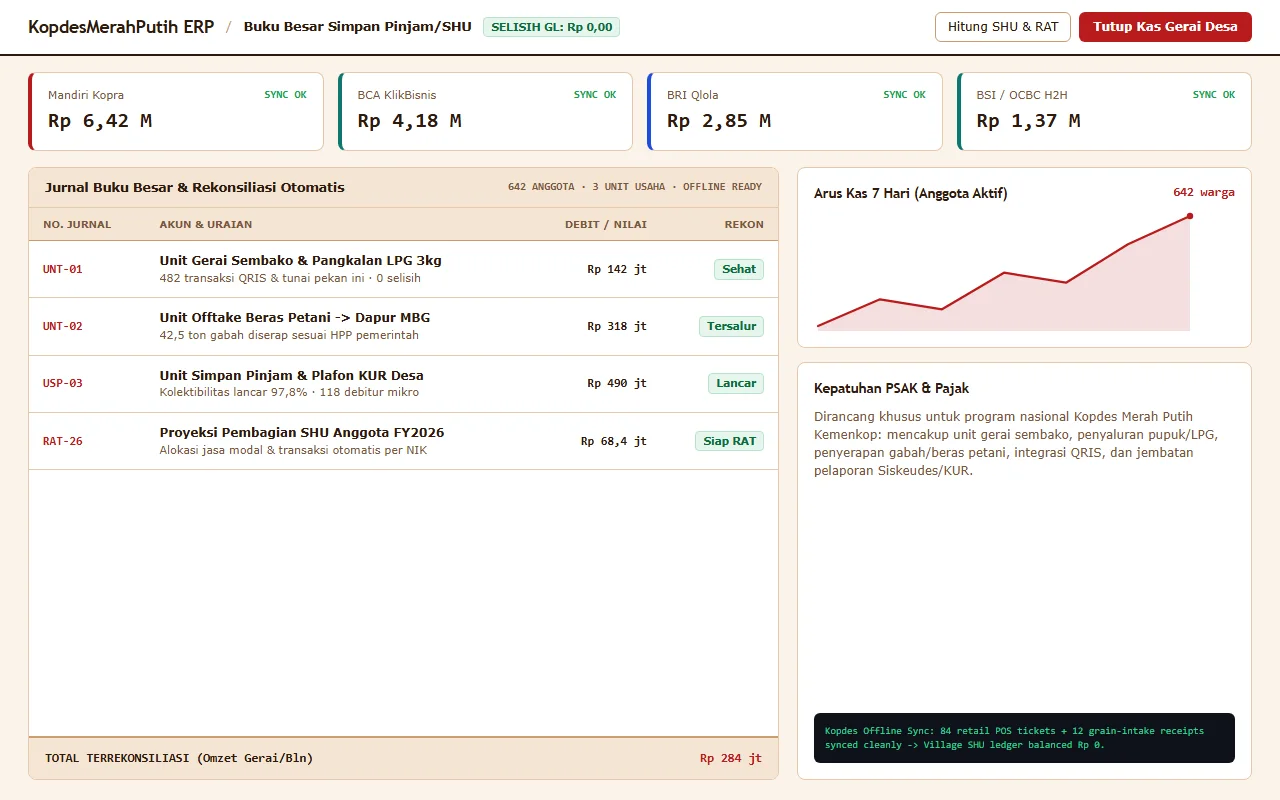 KopdesMerahPutih ERP / Buku Besar Simpan Pinjam/SHU SELISIH GL: Rp 0,00 Hitung SHU & RAT Tutup Kas Gerai Desa
Mandiri Kopra SYNC OK
Rp 6,42 M
BCA KlikBisnis SYNC OK
Rp 4,18 M
BRI Qlola SYNC OK
Rp 2,85 M
BSI / OCBC H2H SYNC OK
Rp 1,37 M
Jurnal Buku Besar & Rekonsiliasi Otomatis 642 ANGGOTA · 3 UNIT USAHA · OFFLINE READY
NO. JURNAL AKUN & URAIAN DEBIT / NILAI REKON
UNT-01 Unit Gerai Sembako & Pangkalan LPG 3kg Rp 142 jt Sehat
482 transaksi QRIS & tunai pekan ini · 0 selisih
UNT-02 Unit Offtake Beras Petani -> Dapur MBG Rp 318 jt Tersalur
42,5 ton gabah diserap sesuai HPP pemerintah
USP-03 Unit Simpan Pinjam & Plafon KUR Desa Rp 490 jt Lancar
Kolektibilitas lancar 97,8% · 118 debitur mikro
RAT-26 Proyeksi Pembagian SHU Anggota FY2026 Rp 68,4 jt Siap RAT
Alokasi jasa modal & transaksi otomatis per NIK
TOTAL TERREKONSILIASI (Omzet Gerai/Bln) Rp 284 jt
Arus Kas 7 Hari (Anggota Aktif) 642 warga
Kepatuhan PSAK & Pajak
Dirancang khusus untuk program nasional Kopdes Merah Putih
Kemenkop: mencakup unit gerai sembako, penyaluran pupuk/LPG,
penyerapan gabah/beras petani, integrasi QRIS, dan jembatan
pelaporan Siskeudes/KUR.
Kopdes Offline Sync: 84 retail POS tickets + 12 grain-intake receipts
synced cleanly -> Village SHU ledger balanced Rp 0.